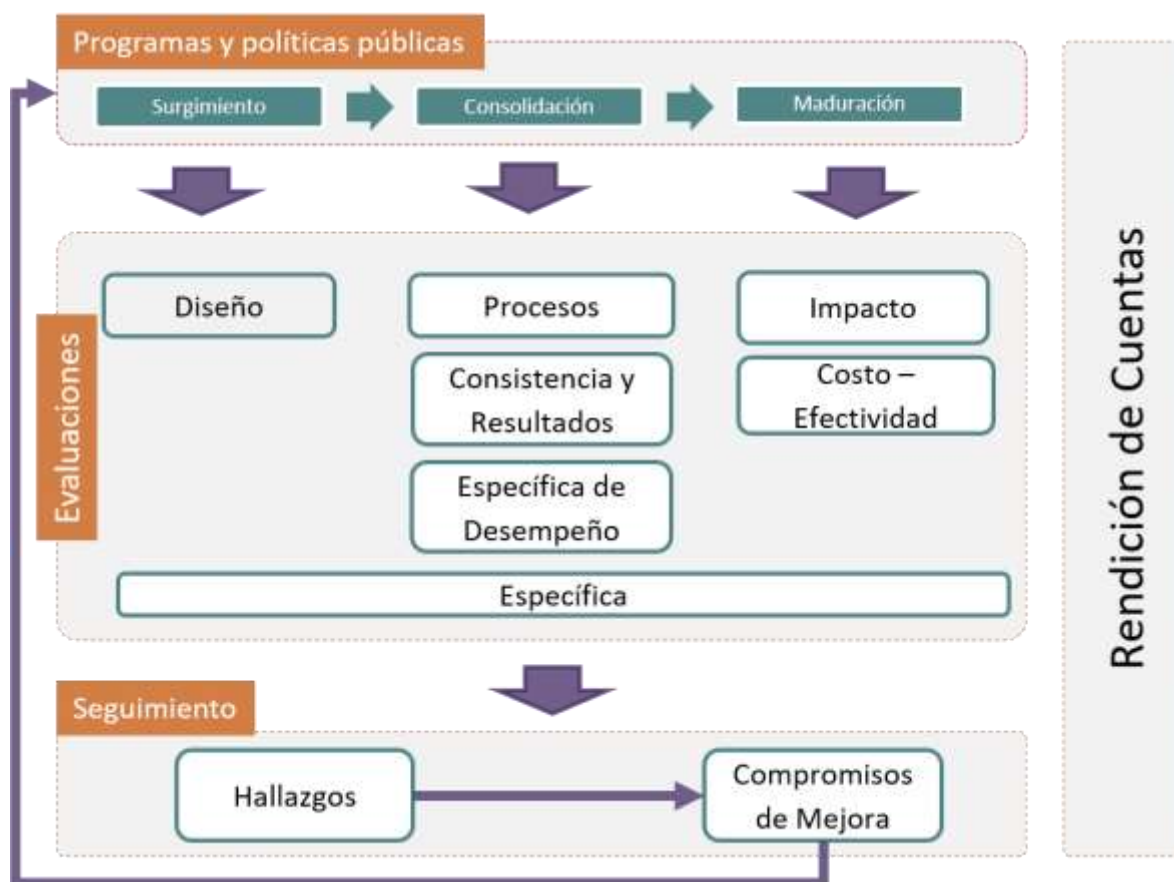 Programas y políticas públicas
Surgimiento
Consolidación
Maduración
Evaluaciones
Diseño
Procesos
Impacto
Consistencia y
Resultados
Costo –
Efectividad
Específica de
Desempeño
Específica
Seguimiento
Hallazgos
Compromisos
de Mejora
Rendición de Cuentas